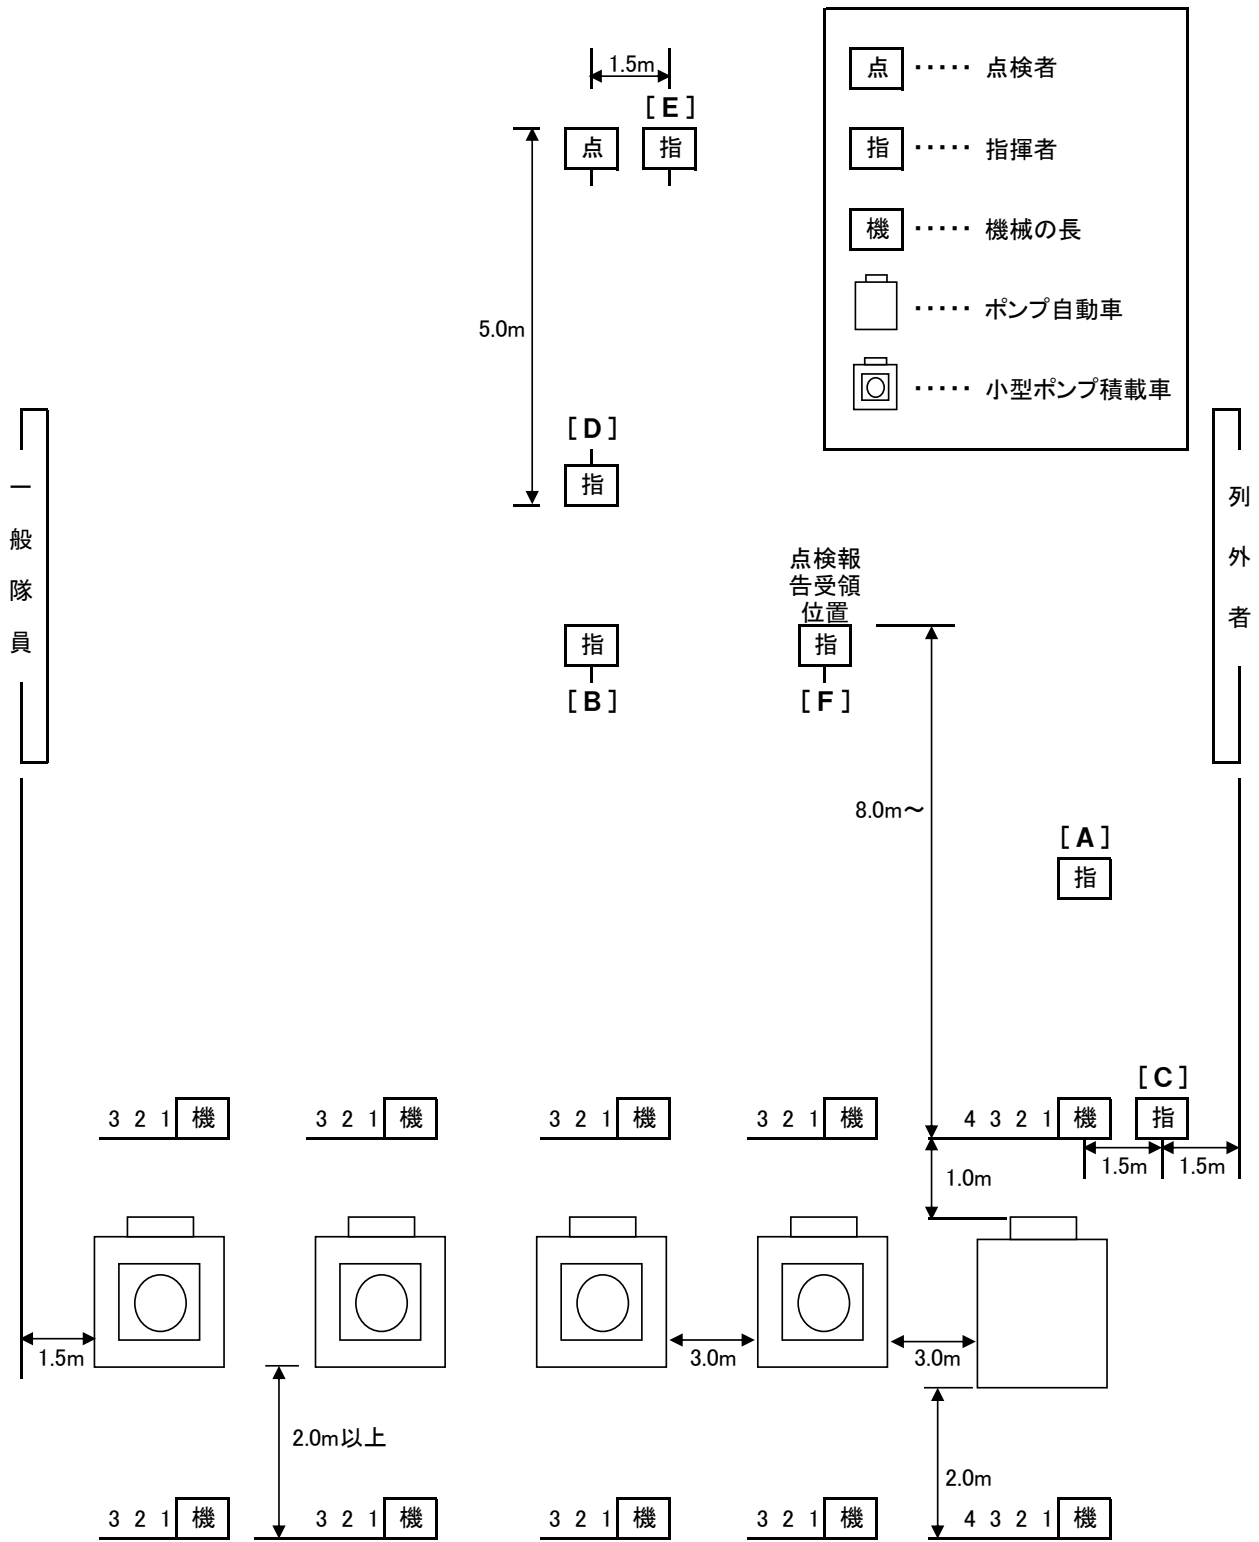 点 ・・・・・ 点検者
指 ・・・・・ 指揮者
機 ・・・・・ 機械の長
・・・・・ ポンプ自動車
・・・・・ 小型ポンプ積載車
1.5m
[ E ]
点 指
5.0m
[ D ]
指
一般隊員
列外者
点検報
告受領
位置
指 指
[ B ] [ F ]
8.0m～
[ A ]
指
[ C ]
3 2 1 機 3 2 1 機 3 2 1 機 3 2 1 機 4 3 2 1 機 指
1.5m 1.5m
1.0m
1.5m 3.0m 3.0m
2.0m以上
2.0m
3 2 1 機 3 2 1 機 3 2 1 機 3 2 1 機 4 3 2 1 機